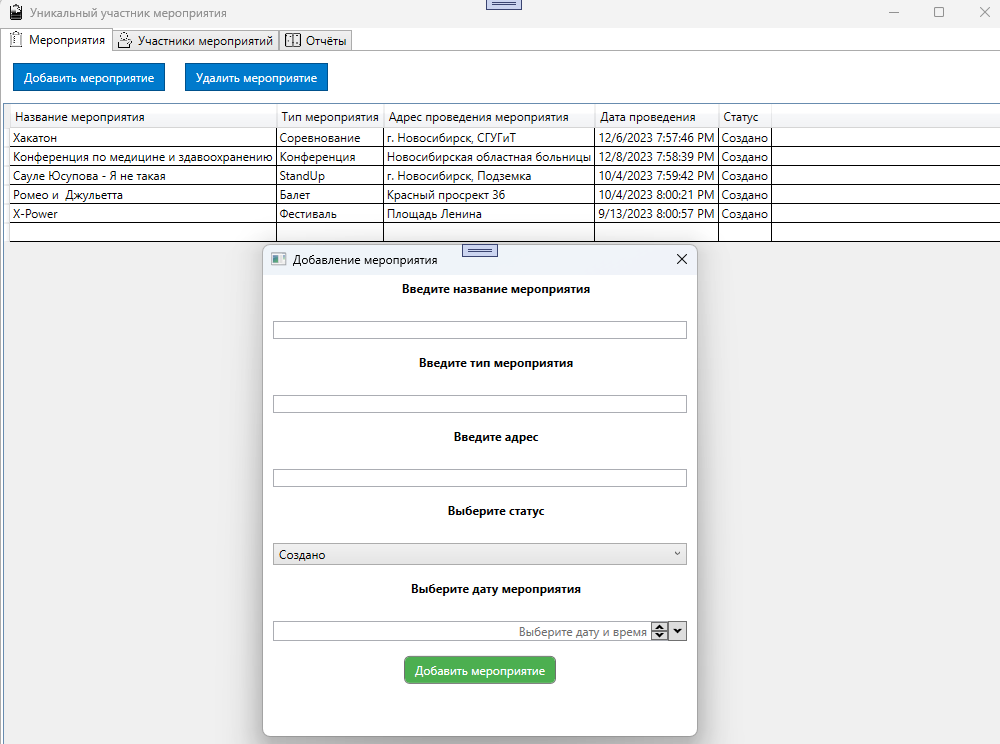 Уникальный участник мероприятия
Мероприятия Участники мероприятий Отчёты
Добавить мероприятие Удалить мероприятие
Название мероприятия Тип мероприятия Адрес проведения мероприятия Дата проведения Статус
Хакатон Соревнование г. Новосибирск, СГУГиТ 12/6/2023 7:57:46 PM Создано
Конференция по медицине и здавоохранению Конференция Новосибирская областная больницы 12/8/2023 7:58:39 PM Создано
Сауле Юсупова - Я не такая StandUp г. Новосибирск, Подземка 10/4/2023 7:59:42 PM Создано
Ромео и Джульетта Балет Красный просрект 36 10/4/2023 8:00:21 PM Создано
X-Power Фестиваль Площадь Ленина 9/13/2023 8:00:57 PM Создано
Добавление мероприятия
Введите название мероприятия
Введите тип мероприятия
Введите адрес
Выберите статус
Создано
Выберите дату мероприятия
Выберите дату и время
Добавить мероприятие